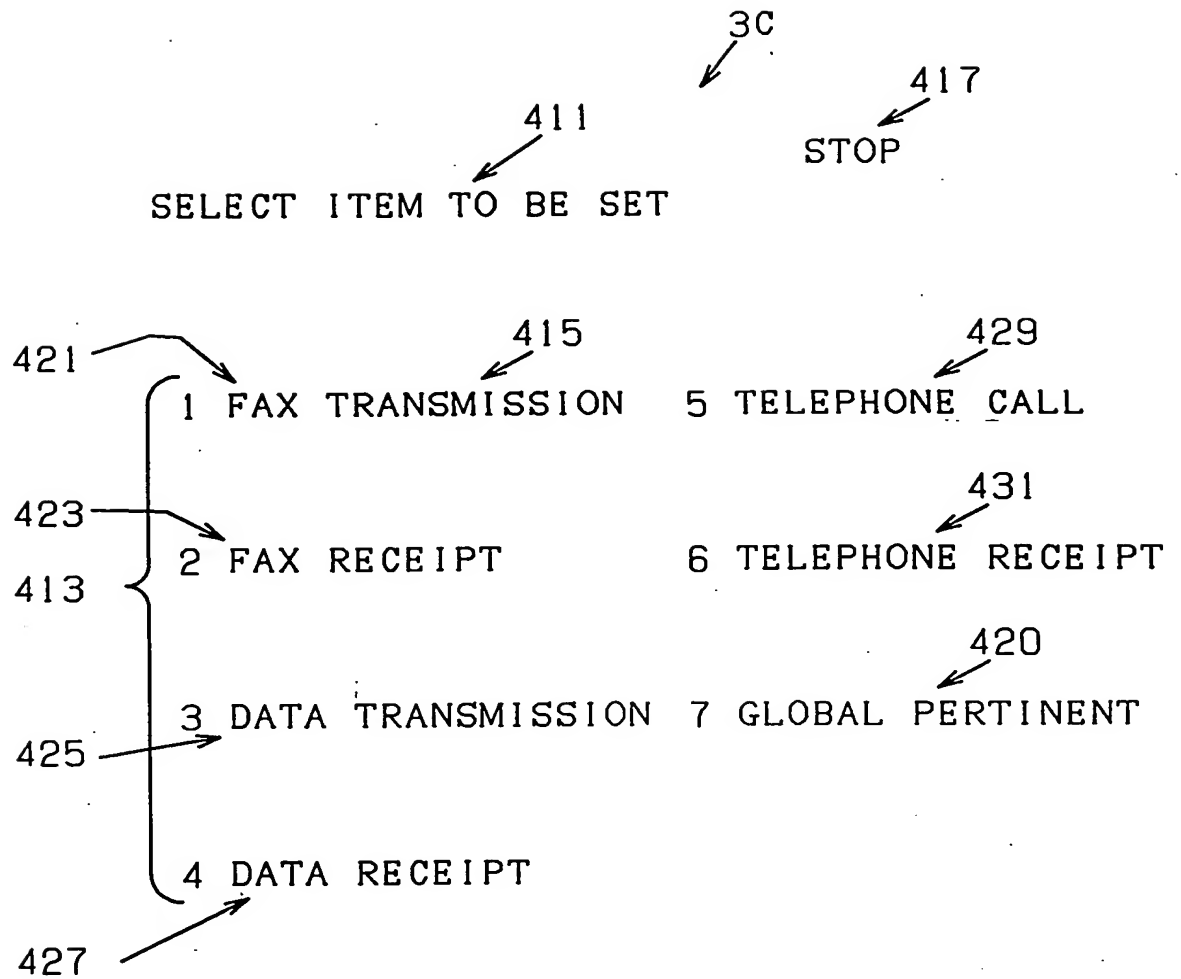 3C
417
411
STOP
SELECT ITEM TO BE SET
421
415
429
1 FAX TRANSMISSION
5 TELEPHONE CALL
423
431
2 FAX RECEIPT
6 TELEPHONE RECEIPT
413
420
3 DATA TRANSMISSION
7 GLOBAL PERTINENT
425
4 DATA RECEIPT
427